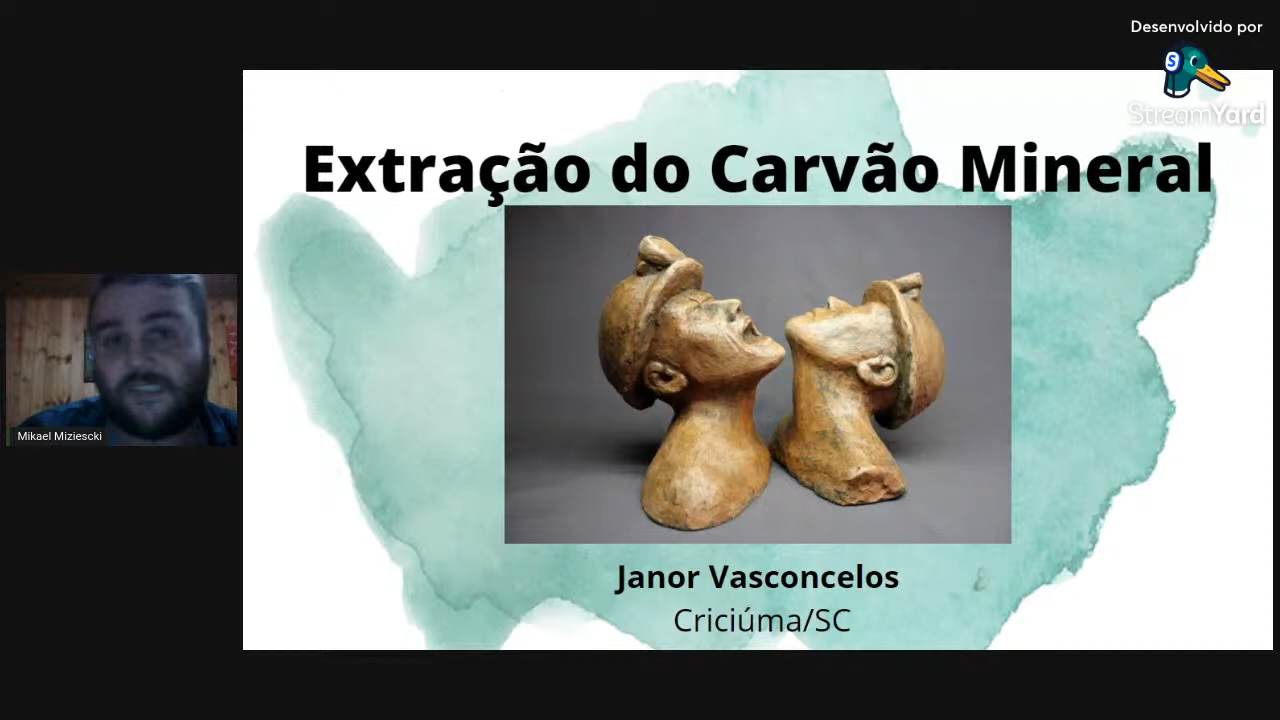 Desenvolvido por
S
StreamYard
Extração do Carvão Mineral
Mikael Miziescki
Janor Vasconcelos
Criciúma/SC